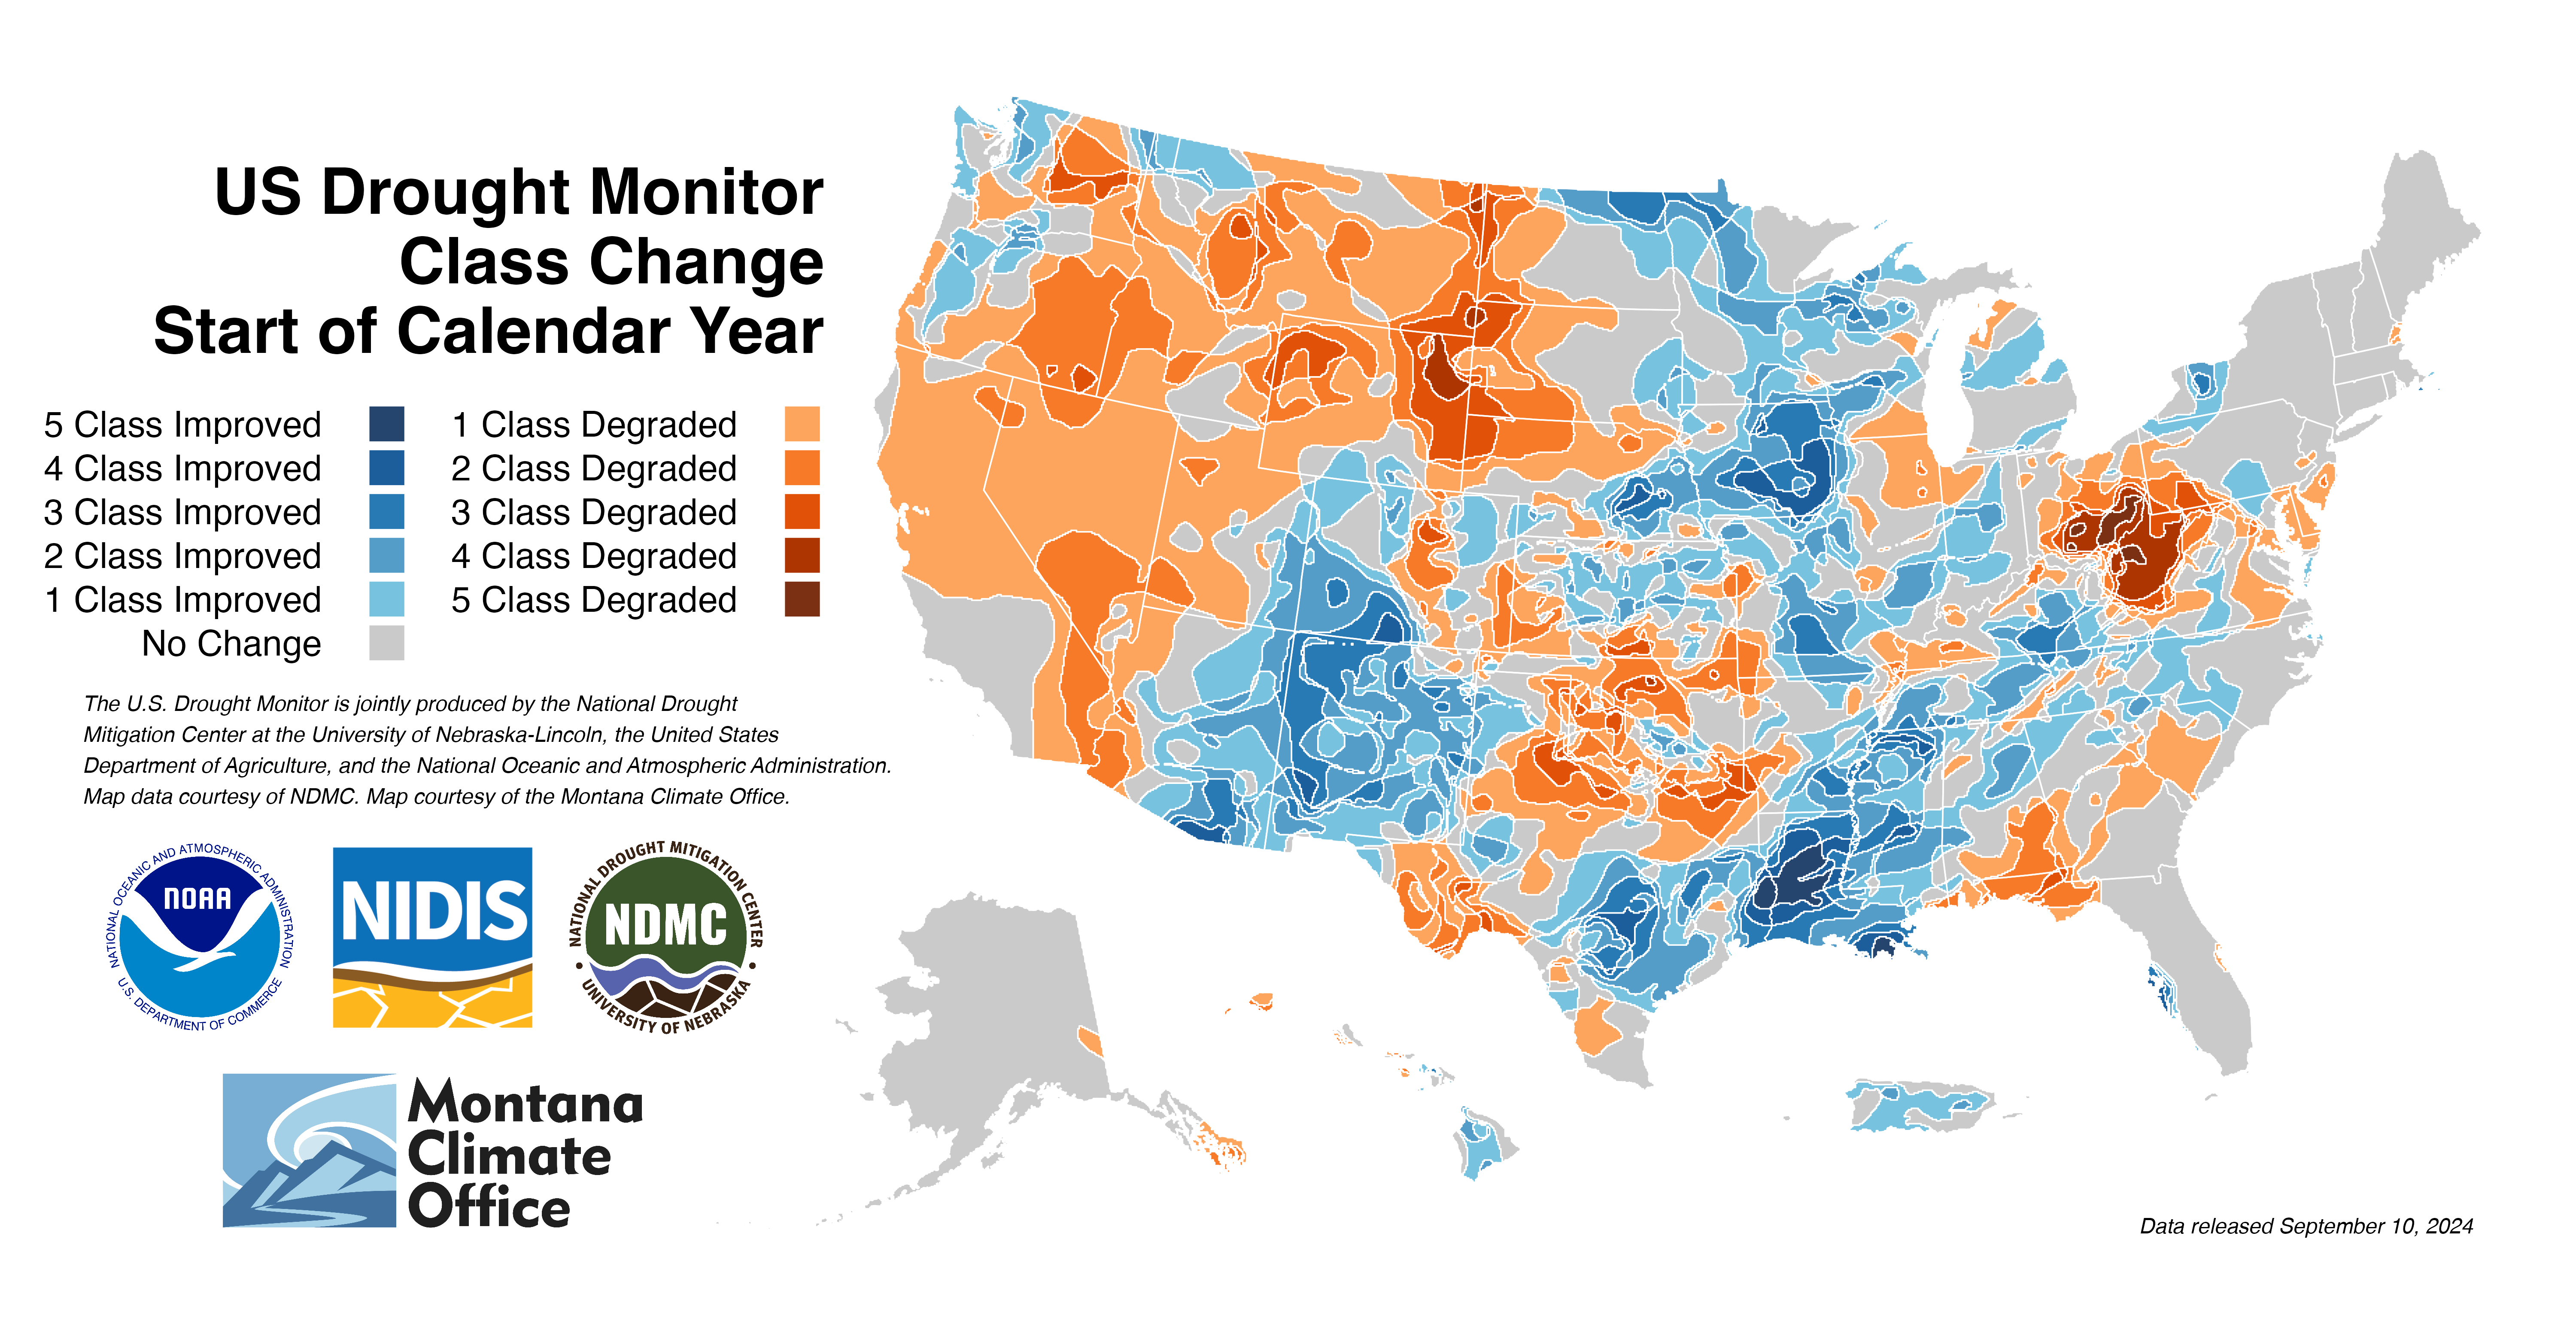 US Drought Monitor
Class Change
Start of Calendar Year
5 Class Improved
4 Class Improved
3 Class Improved
2 Class Improved
1 Class Improved
No Change
1 Class Degraded
2 Class Degraded
3 Class Degraded
4 Class Degraded
5 Class Degraded
The U.S. Drought Monitor is jointly produced by the National Drought
Mitigation Center at the University of Nebraska-Lincoln, the United States
Department of Agriculture, and the National Oceanic and Atmospheric Administration.
Map data courtesy of NDMC. Map courtesy of the Montana Climate Office.
NATIONAL OCEANIC AND ATMOSPHERIC ADMINISTRATION
NOAA
U.S. DEPARTMENT OF COMMERCE
NIDIS
NATIONAL DROUGHT MITIGATION CENTER
NDMC
UNIVERSITY OF NEBRASKA
Montana
Climate
Office
Data released September 10, 2024